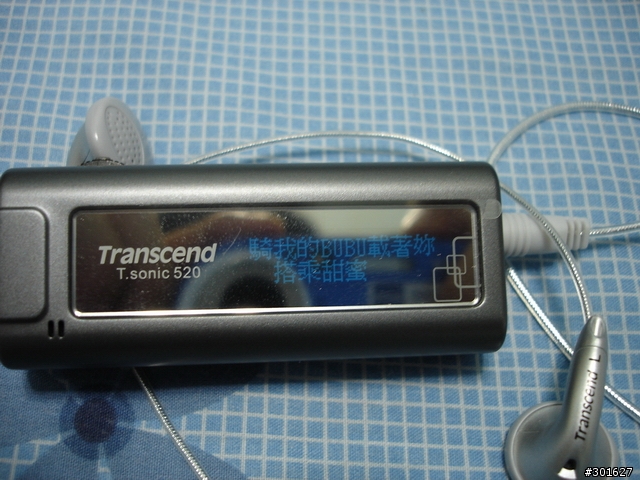 Transcend
T.sonic 520
騎我的BUBU載著妳
搭乘甜蜜
Transcend L
#301627